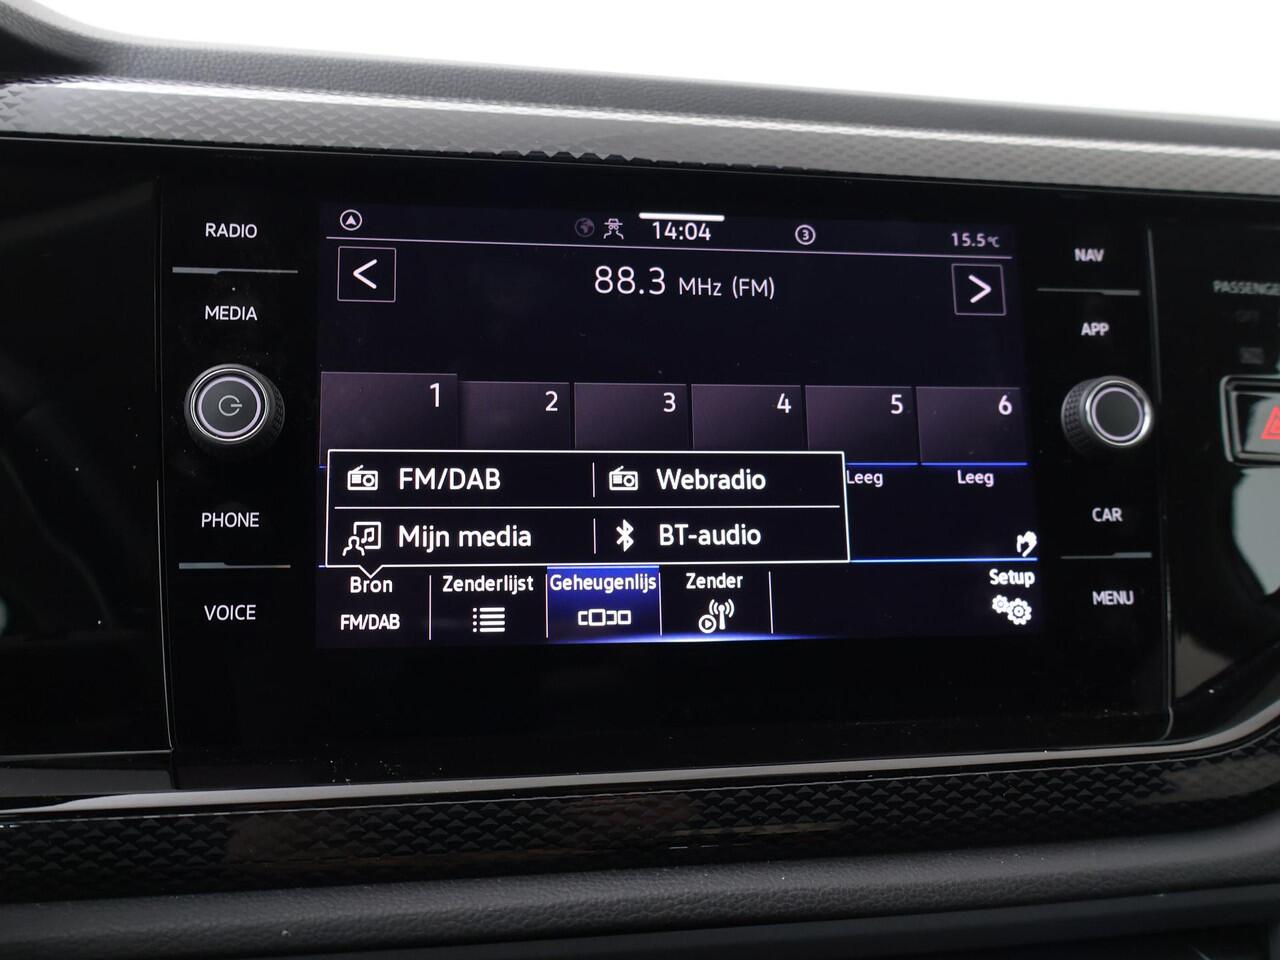 RADIO
MEDIA
PHONE
VOICE
14:04
3
15.5°C
88.3 MHz (FM)
1 2 3 4 5 6
Leeg Leeg
FM/DAB Webradio
Mijn media BT-audio
Bron Zenderlijst Geheugenlijs Zender Setup
FM/DAB
NAV
APP
CAR
MENU
PASSENGE